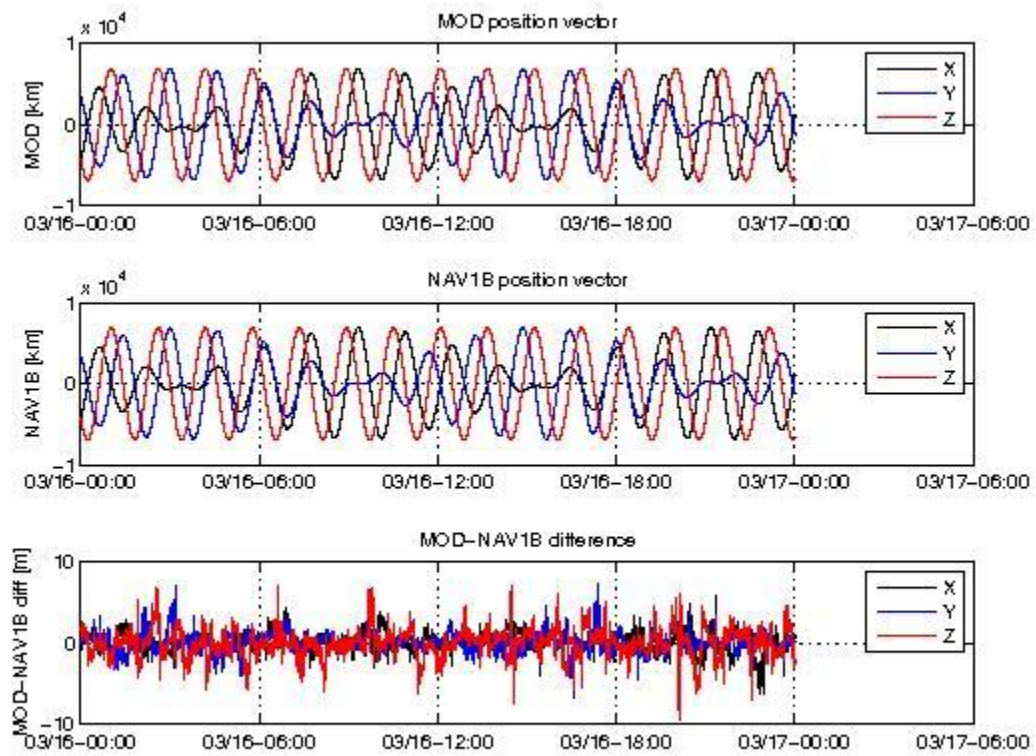 MOD position vector
x 10^4
MOD [km]
1
0
-1
X
Y
Z
03/16-00:00 03/16-06:00 03/16-12:00 03/16-18:00 03/17-00:00 03/17-06:00
NAV1B position vector
x 10^4
NAV1B [km]
1
0
-1
X
Y
Z
03/16-00:00 03/16-06:00 03/16-12:00 03/16-18:00 03/17-00:00 03/17-06:00
MOD-NAV1B difference
MOD-NAV1B diff [m]
10
0
-10
X
Y
Z
03/16-00:00 03/16-06:00 03/16-12:00 03/16-18:00 03/17-00:00 03/17-06:00